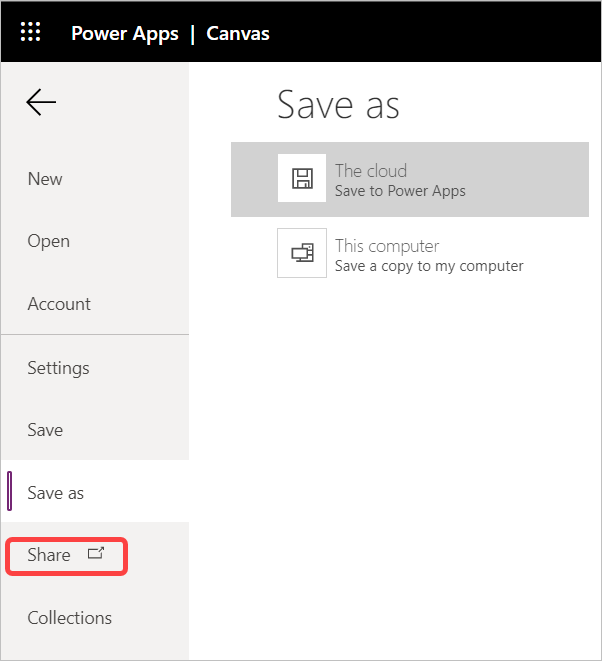 Power Apps | Canvas
New
Open
Account
Settings
Save
Save as
Share
Collections
Save as
The cloud
Save to Power Apps
This computer
Save a copy to my computer